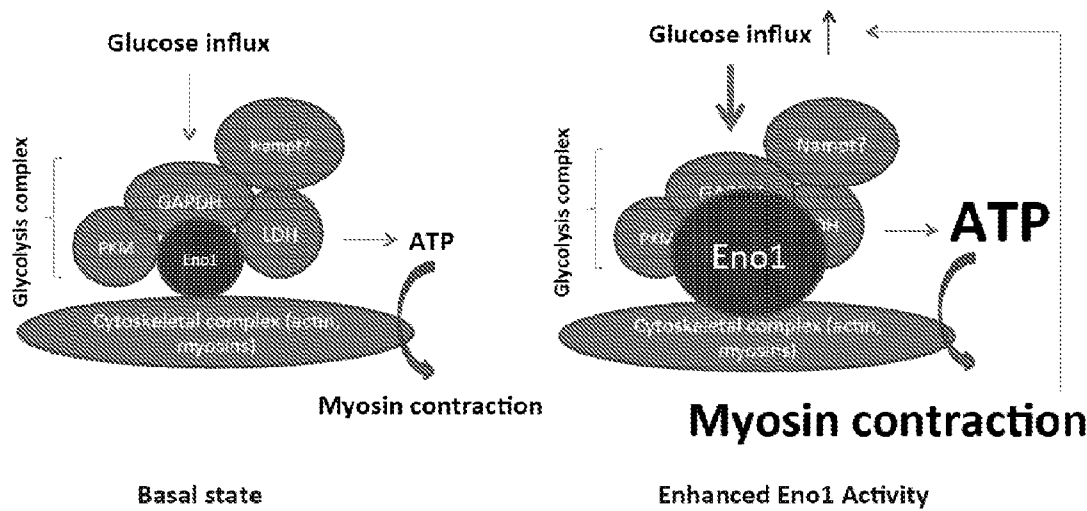 Glucose influx
Glycolysis complex
Nampt?
GAPDH
LDH
PKM
Eno1
ATP
Cytoskeletal complex (actin,
myosins)
Myosin contraction
Basal state
Glucose influx
Glycolysis complex
Nampt?
Eno1
ATP
Cytoskeletal complex (actin,
myosins)
Myosin contraction
Enhanced Eno1 Activity